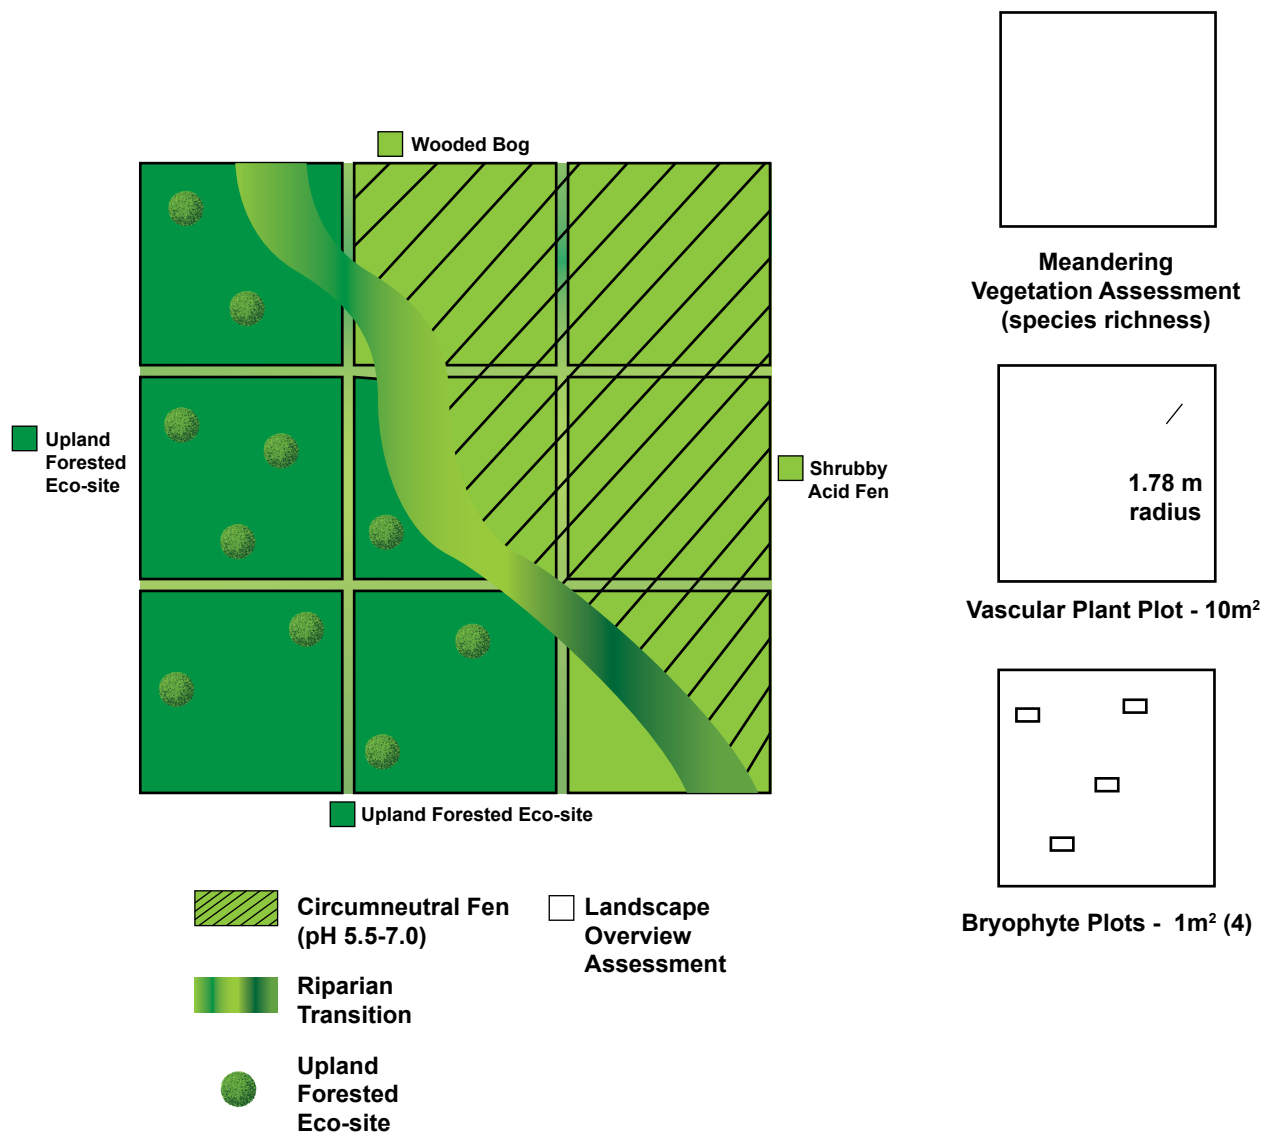 Wooded Bog
Upland
Forested
Eco-site
Shrubby
Acid Fen
Upland Forested Eco-site
Circumneutral Fen
(pH 5.5-7.0)
Riparian
Transition
Upland
Forested
Eco-site
Landscape
Overview
Assessment
Meandering
Vegetation Assessment
(species richness)
1.78 m
radius
Vascular Plant Plot - 10m²
Bryophyte Plots - 1m² (4)